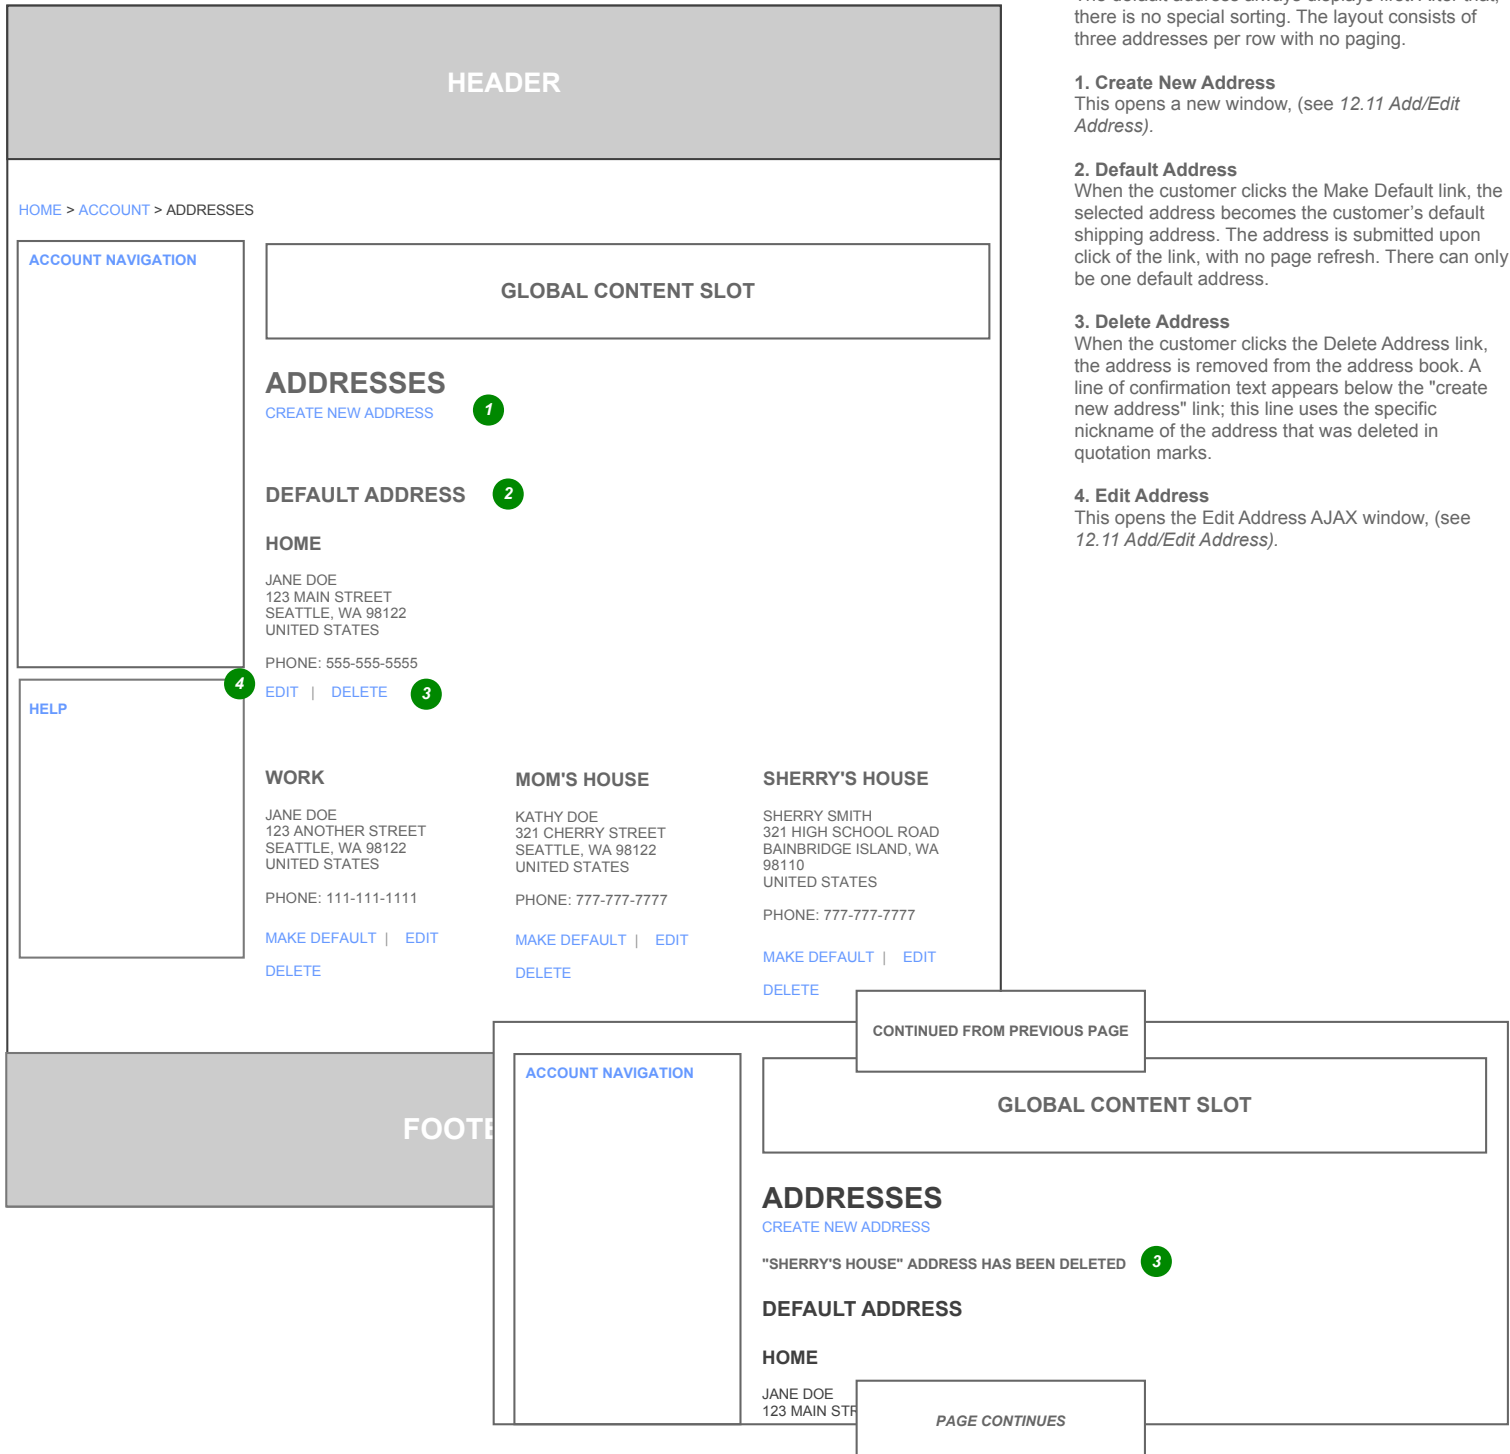 HEADER
HOME > ACCOUNT > ADDRESSES
ACCOUNT NAVIGATION
GLOBAL CONTENT SLOT
ADDRESSES
CREATE NEW ADDRESS
1
DEFAULT ADDRESS
2
HOME
JANE DOE
123 MAIN STREET
SEATTLE, WA 98122
UNITED STATES
PHONE: 555-555-5555
4
EDIT | DELETE
3
HELP
WORK
JANE DOE
123 ANOTHER STREET
SEATTLE, WA 98122
UNITED STATES
PHONE: 111-111-1111
MAKE DEFAULT | EDIT
DELETE
MOM'S HOUSE
KATHY DOE
321 CHERRY STREET
SEATTLE, WA 98122
UNITED STATES
PHONE: 777-777-7777
MAKE DEFAULT | EDIT
DELETE
SHERRY'S HOUSE
SHERRY SMITH
321 HIGH SCHOOL ROAD
BAINBRIDGE ISLAND, WA
98110
UNITED STATES
PHONE: 777-777-7777
MAKE DEFAULT | EDIT
DELETE
FOOTE
The default address always displays first. After that,
there is no special sorting. The layout consists of
three addresses per row with no paging.
1. Create New Address
This opens a new window, (see 12.11 Add/Edit
Address).
2. Default Address
When the customer clicks the Make Default link, the
selected address becomes the customer’s default
shipping address. The address is submitted upon
click of the link, with no page refresh. There can only
be one default address.
3. Delete Address
When the customer clicks the Delete Address link,
the address is removed from the address book. A
line of confirmation text appears below the "create
new address" link; this line uses the specific
nickname of the address that was deleted in
quotation marks.
4. Edit Address
This opens the Edit Address AJAX window, (see
12.11 Add/Edit Address).
CONTINUED FROM PREVIOUS PAGE
ACCOUNT NAVIGATION
GLOBAL CONTENT SLOT
ADDRESSES
CREATE NEW ADDRESS
"SHERRY'S HOUSE" ADDRESS HAS BEEN DELETED
3
DEFAULT ADDRESS
HOME
JANE DOE
123 MAIN STR
PAGE CONTINUES